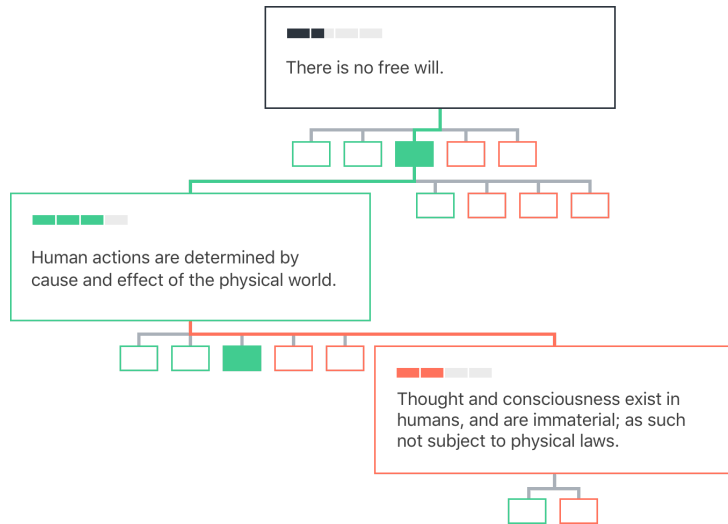 There is no free will.
Human actions are determined by
cause and effect of the physical world.
Thought and consciousness exist in
humans, and are immaterial; as such
not subject to physical laws.